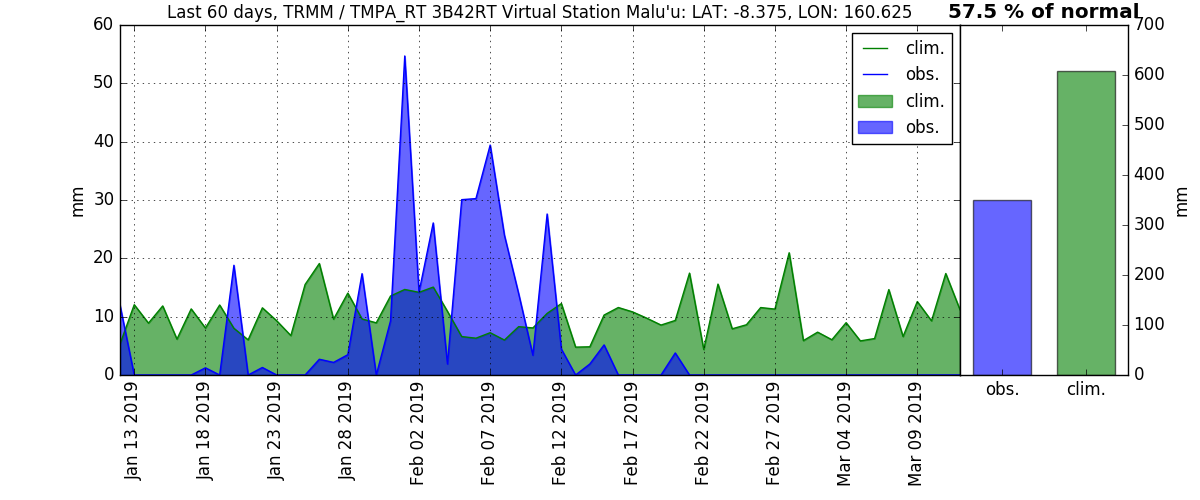 Last 60 days, TRMM / TMPA_RT 3B42RT Virtual Station Malu'u: LAT: -8.375, LON: 160.625
57.5 % of normal
60
50
40
30
20
10
0
mm
clim.
obs.
clim.
obs.
700
600
500
400
300
200
100
0
mm
obs.
clim.
Jan 13 2019
Jan 18 2019
Jan 23 2019
Jan 28 2019
Feb 02 2019
Feb 07 2019
Feb 12 2019
Feb 17 2019
Feb 22 2019
Feb 27 2019
Mar 04 2019
Mar 09 2019